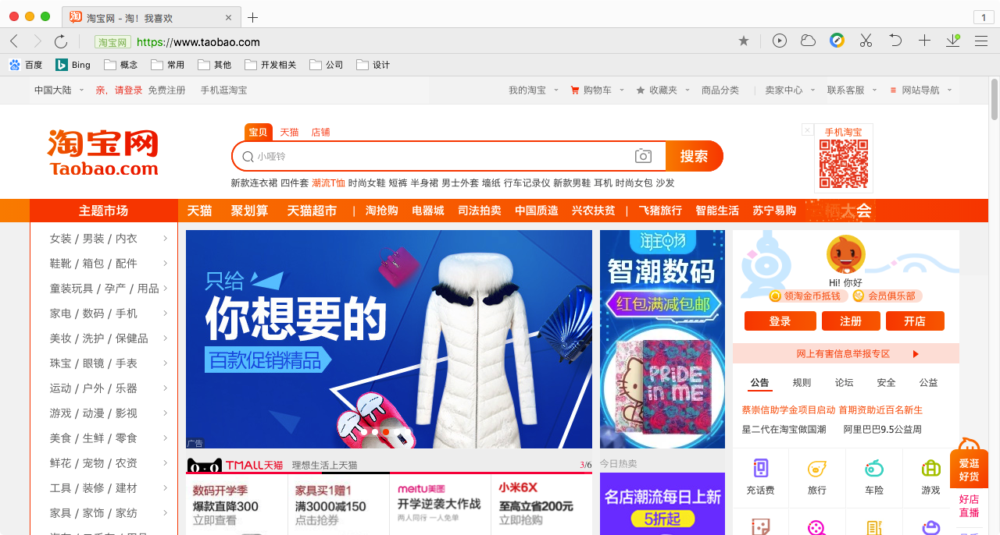 淘宝网 - 淘！我喜欢
1
淘宝网 https://www.taobao.com
百度 Bing 概念 常用 其他 开发相关 公司 设计
中国大陆 亲，请登录 免费注册 手机逛淘宝 我的淘宝 购物车 收藏夹 商品分类 卖家中心 联系客服 网站导航
淘宝网
Taobao.com
宝贝 天猫 店铺
小哑铃
搜索
新款连衣裙 四件套 潮流T恤 时尚女鞋 短裤 半身裙 男士外套 墙纸 行车记录仪 新款男鞋 耳机 时尚女包 沙发
手机淘宝
主题市场 天猫 聚划算 天猫超市 | 淘抢购 电器城 司法拍卖 中国质造 兴农扶贫 | 飞猪旅行 智能生活 苏宁易购
大会
女装 / 男装 / 内衣
鞋靴 / 箱包 / 配件
童装玩具 / 孕产 / 用品
家电 / 数码 / 手机
美妆 / 洗护 / 保健品
珠宝 / 眼镜 / 手表
运动 / 户外 / 乐器
游戏 / 动漫 / 影视
美食 / 生鲜 / 零食
鲜花 / 宠物 / 农资
工具 / 装修 / 建材
家具 / 家饰 / 家纺
只给
你想要的
百款促销精品
广告
智潮数码
红包满减包邮
PRIDE
in ME
Hi! 你好
领淘金币抵钱 会员俱乐部
登录 注册 开店
网上有害信息举报专区
公告 规则 论坛 安全 公益
蔡崇信助学金项目启动 首期资助近百名新生
星二代在淘宝做国潮 阿里巴巴9.5公益周
充话费 旅行 车险 游戏
爱逛
好货
好店
直播
TMALL天猫 理想生活上天猫 3/6
数码开学季
爆款直降300
立即查看
家具买1赠1
满3000减150
点击抢券
meitu美图
开学逆袭大作战
两人同行 一人免单
小米6X
至高立省200元
立即抢购
今日热卖
名店潮流每日上新
5折起